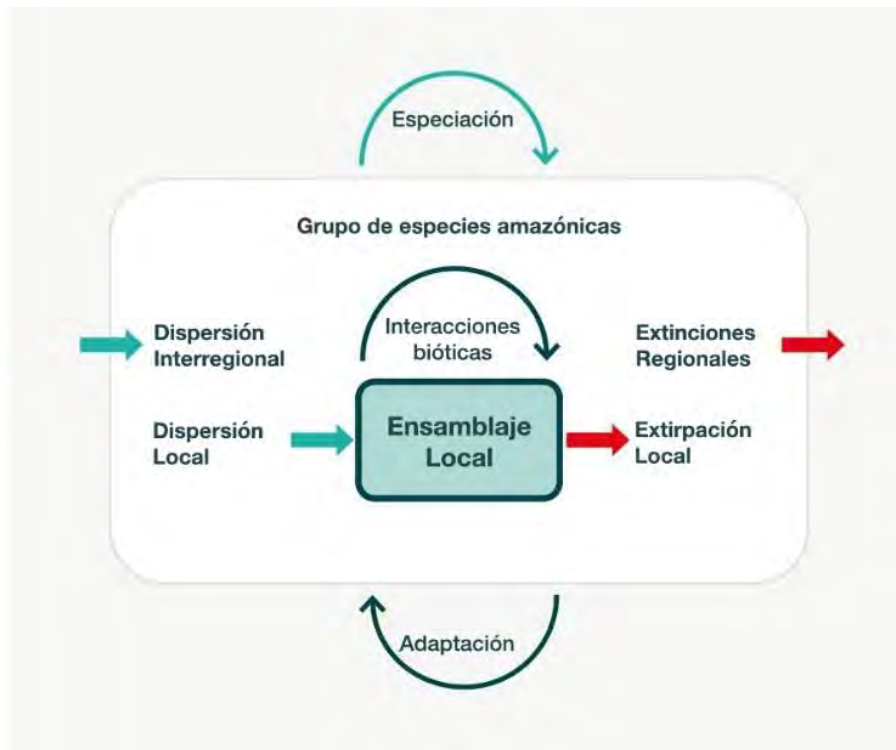 Especiación
Grupo de especies amazónicas
Interacciones
bióticas
Dispersión
Interregional
Extinciones
Regionales
Dispersión
Local
Ensamblaje
Local
Extirpación
Local
Adaptación